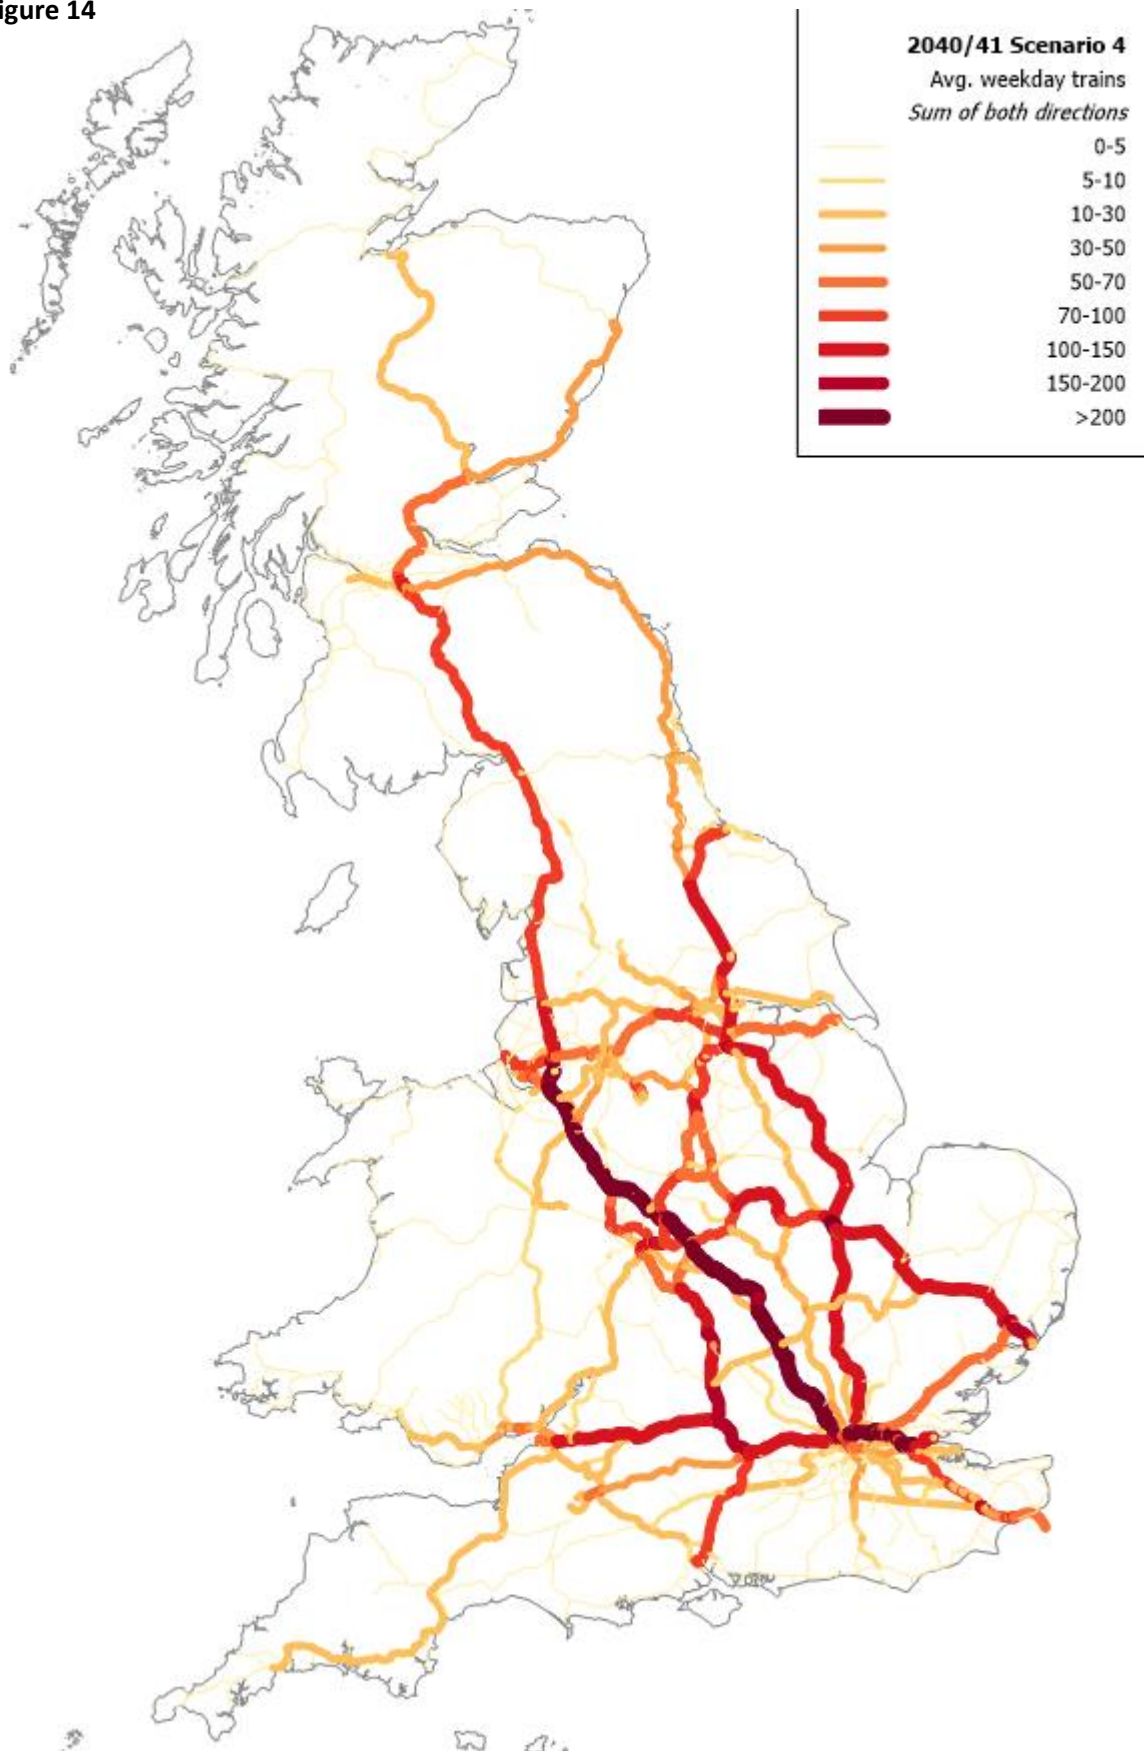 igure 14
2040/41 Scenario 4
Avg. weekday trains
Sum of both directions
0-5
5-10
10-30
30-50
50-70
70-100
100-150
150-200
>200